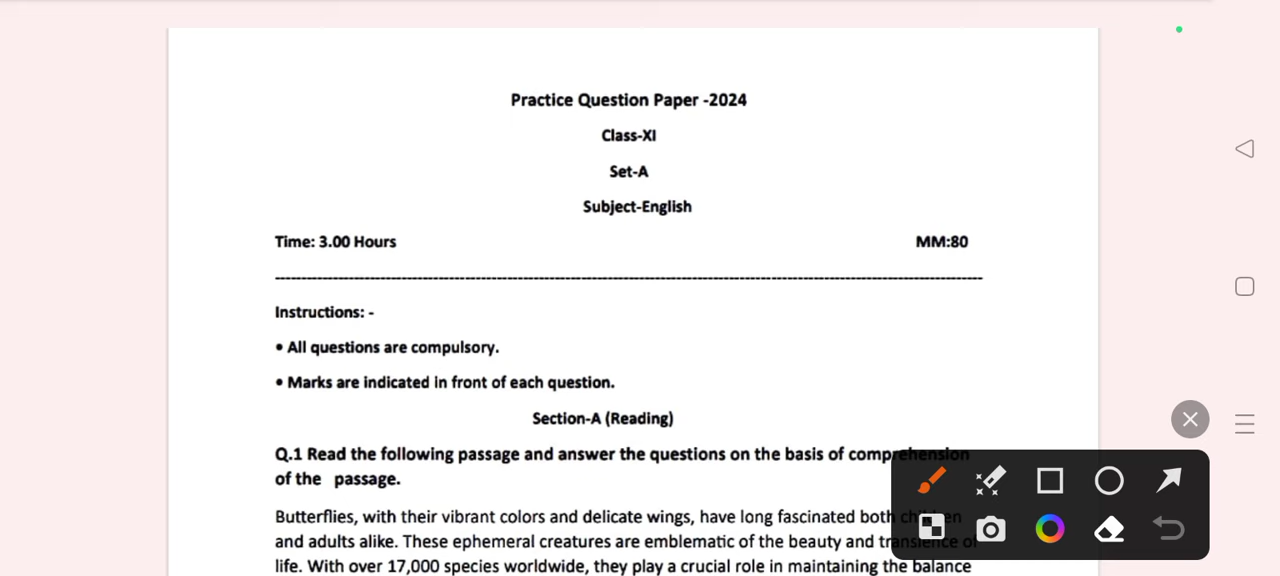 Practice Question Paper -2024
Class-XI
Set-A
Subject-English
Time: 3.00 Hours MM:80
Instructions: -
• All questions are compulsory.
• Marks are indicated in front of each question.
Section-A (Reading)
Q.1 Read the following passage and answer the questions on the basis of comprehension
of the passage.
Butterflies, with their vibrant colors and delicate wings, have long fascinated both children
and adults alike. These ephemeral creatures are emblematic of the beauty and transience of
life. With over 17,000 species worldwide, they play a crucial role in maintaining the balance